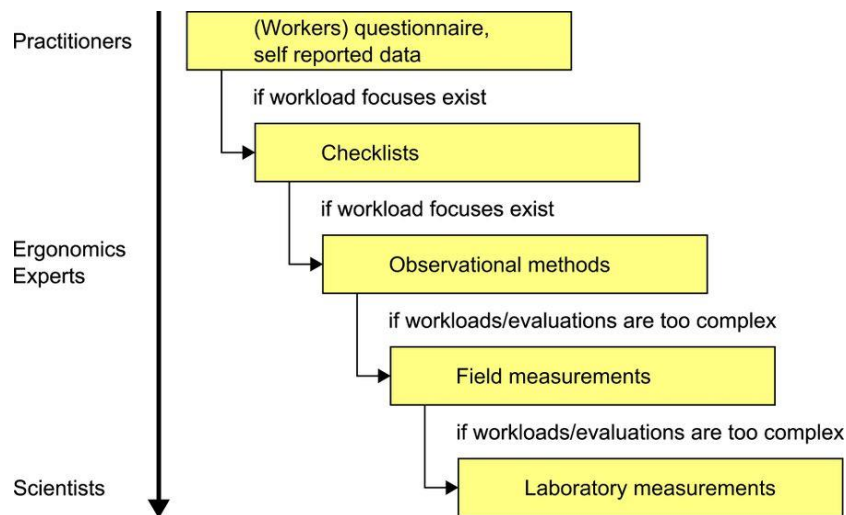 Practitioners
(Workers) questionnaire,
self reported data
if workload focuses exist
Checklists
if workload focuses exist
Ergonomics
Experts
Observational methods
if workloads/evaluations are too complex
Field measurements
if workloads/evaluations are too complex
Scientists
Laboratory measurements